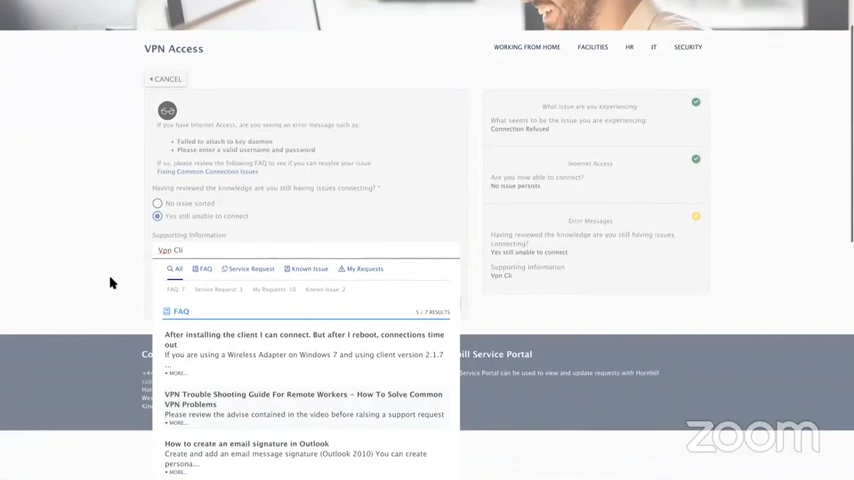 VPN Access
WORKING FROM HOME FACILITIES HR IT SECURITY
CANCEL
If you have Internet Access, are you seeing an error message such as:
Failed to attach to key daemon
Please enter a valid username and password
If so, please review the following FAQ to see if you can resolve your issue
Fixing Common Connection Issues
Having reviewed the knowledge are you still having issues connecting? *
No issue sorted
Yes still unable to connect
Supporting Information
Vpn Cli
All FAQ Service Request Known Issue My Requests
FAQ: 7 Service Request: 3 My Requests: 10 Known Issue: 2
FAQ 5 / 7 RESULTS
After installing the client I can connect. But after I reboot, connections time
out
If you are using a Wireless Adapter on Windows 7 and using client version 2.1.7
...
MORE...
VPN Trouble Shooting Guide For Remote Workers - How To Solve Common
VPN Problems
Please review the advise contained in the video before raising a support request
MORE...
How to create an email signature in Outlook
Create and add an email message signature (Outlook 2010) You can create
persona...
MORE...
What issue are you experiencing
What seems to be the issue you are experiencing
Connection Refused
Internet Access
Are you now able to connect?
No issue persists
Error Messages
Having reviewed the knowledge are you still having issues
connecting?
Yes still unable to connect
Supporting Information
Vpn Cli
Service Portal
Service Portal can be used to view and update requests with Hornbill
zoom